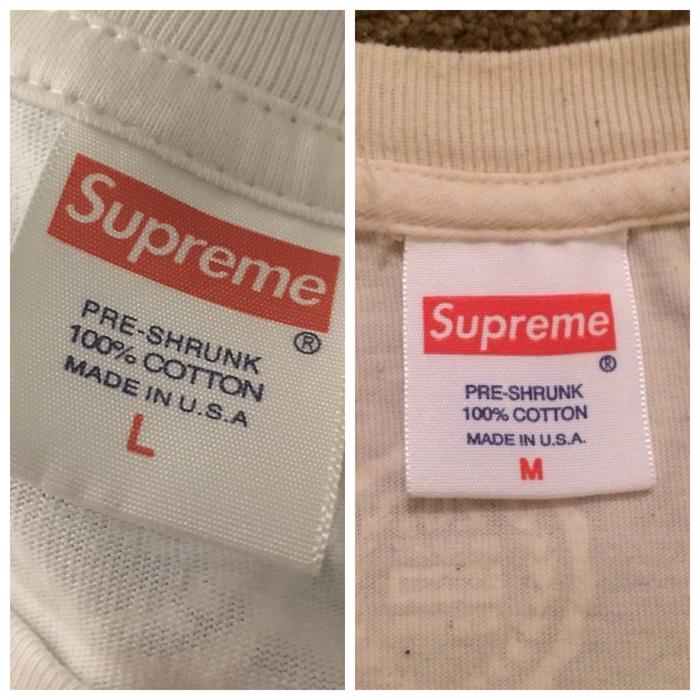 Supreme
®
PRE-SHRUNK
100% COTTON
MADE IN U.S.A
L
Supreme
®
PRE-SHRUNK
100% COTTON
MADE IN U.S.A.
M